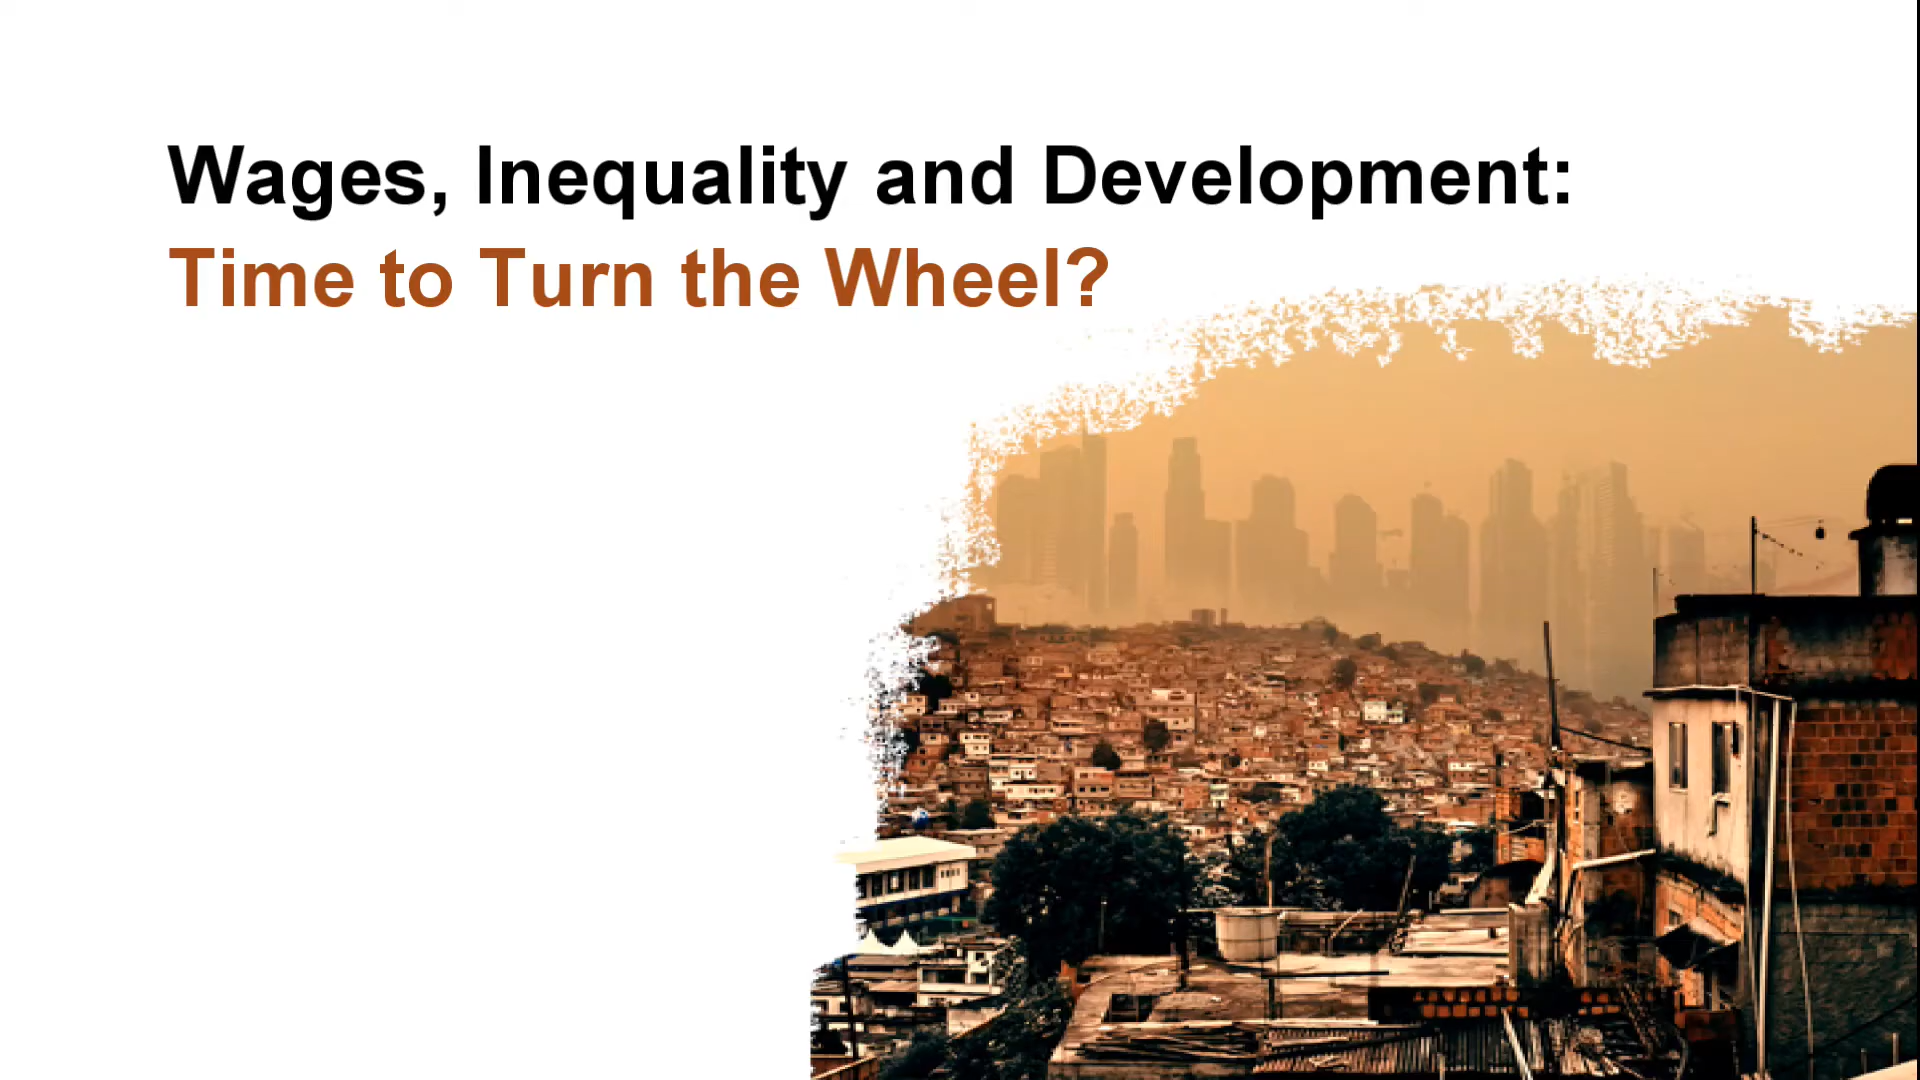 Wages, Inequality and Development:
Time to Turn the Wheel?